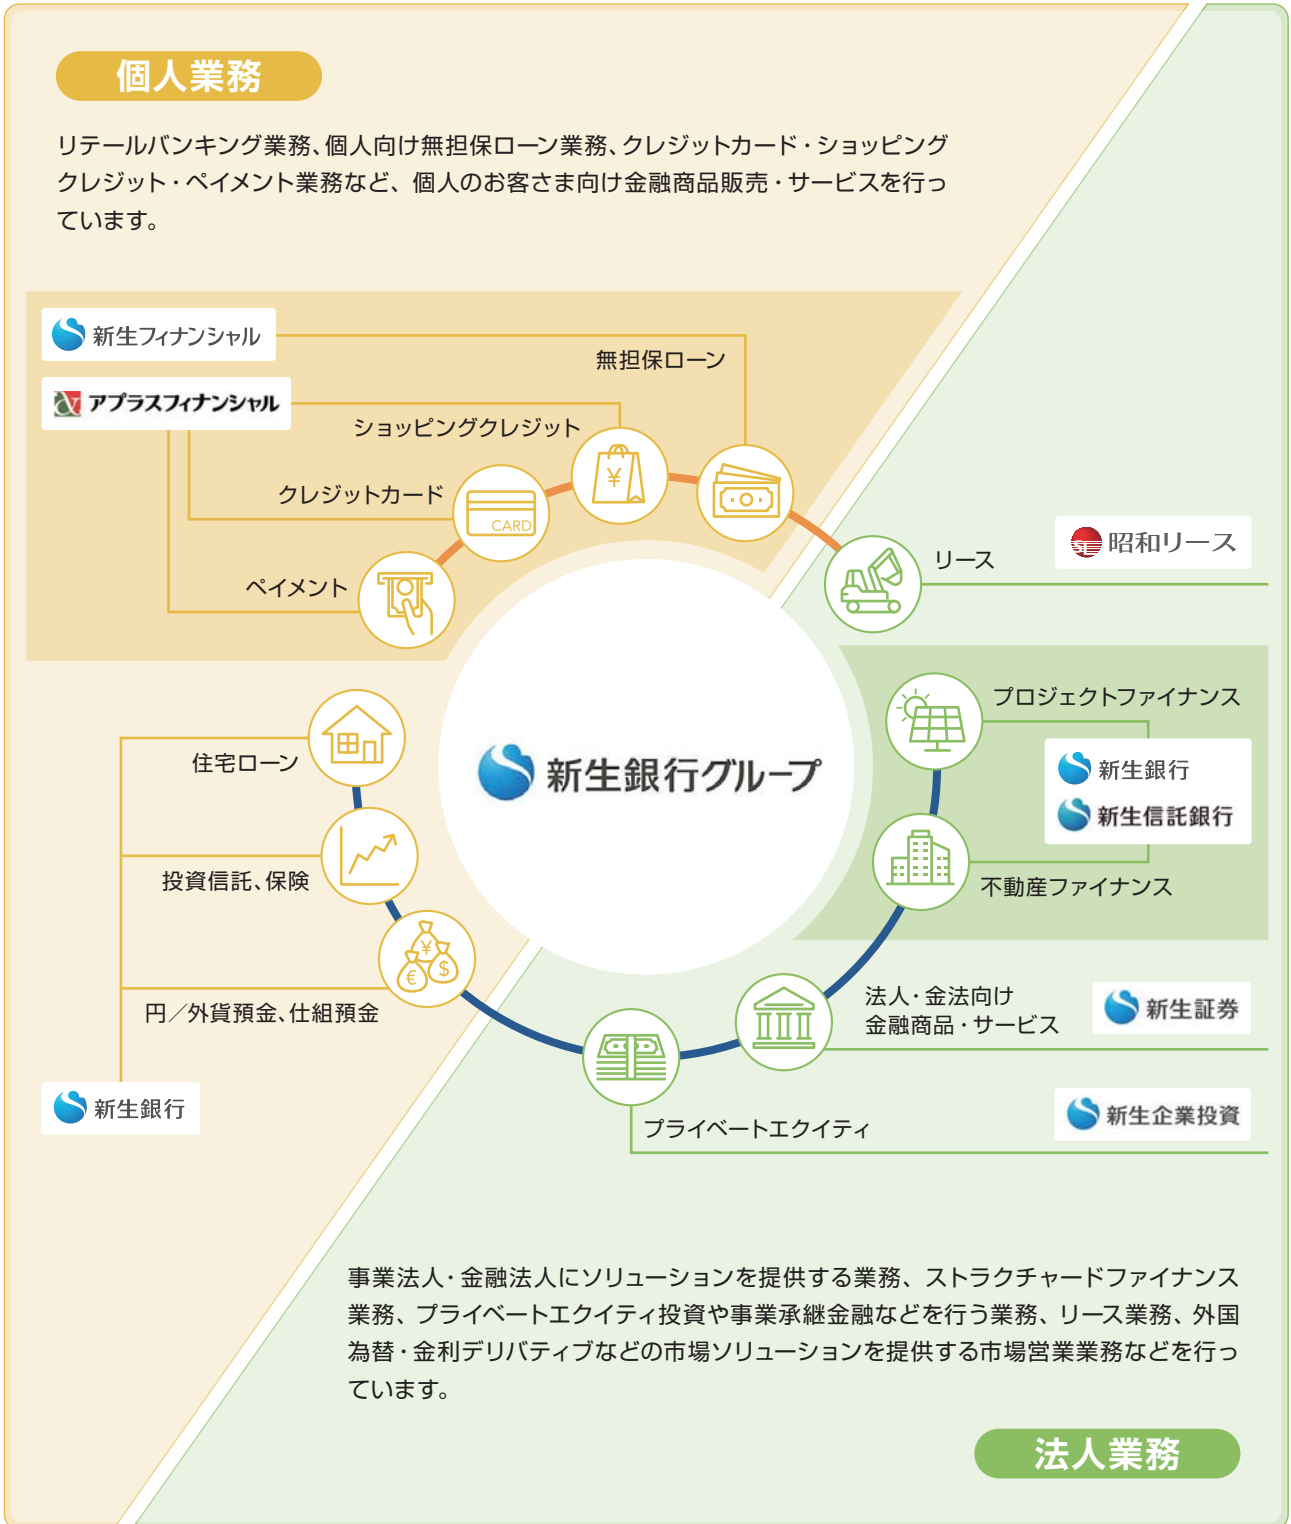 個人業務
リテールバンキング業務、個人向け無担保ローン業務、クレジットカード・ショッピング
クレジット・ペイメント業務など、個人のお客さま向け金融商品販売・サービスを行っ
ています。
新生フィナンシャル
無担保ローン
アプラスフィナンシャル
ショッピングクレジット
¥
クレジットカード
CARD
ペイメント
昭和リース
SL
リース
プロジェクトファイナンス
新生銀行
新生信託銀行
不動産ファイナンス
新生銀行グループ
住宅ローン
投資信託、保険
¥
€
$
円／外貨預金、仕組預金
新生銀行
法人・金法向け
金融商品・サービス
新生証券
プライベートエクイティ
新生企業投資
事業法人・金融法人にソリューションを提供する業務、ストラクチャードファイナンス
業務、プライベートエクイティ投資や事業承継金融などを行う業務、リース業務、外国
為替・金利デリバティブなどの市場ソリューションを提供する市場営業業務などを行っ
ています。
法人業務